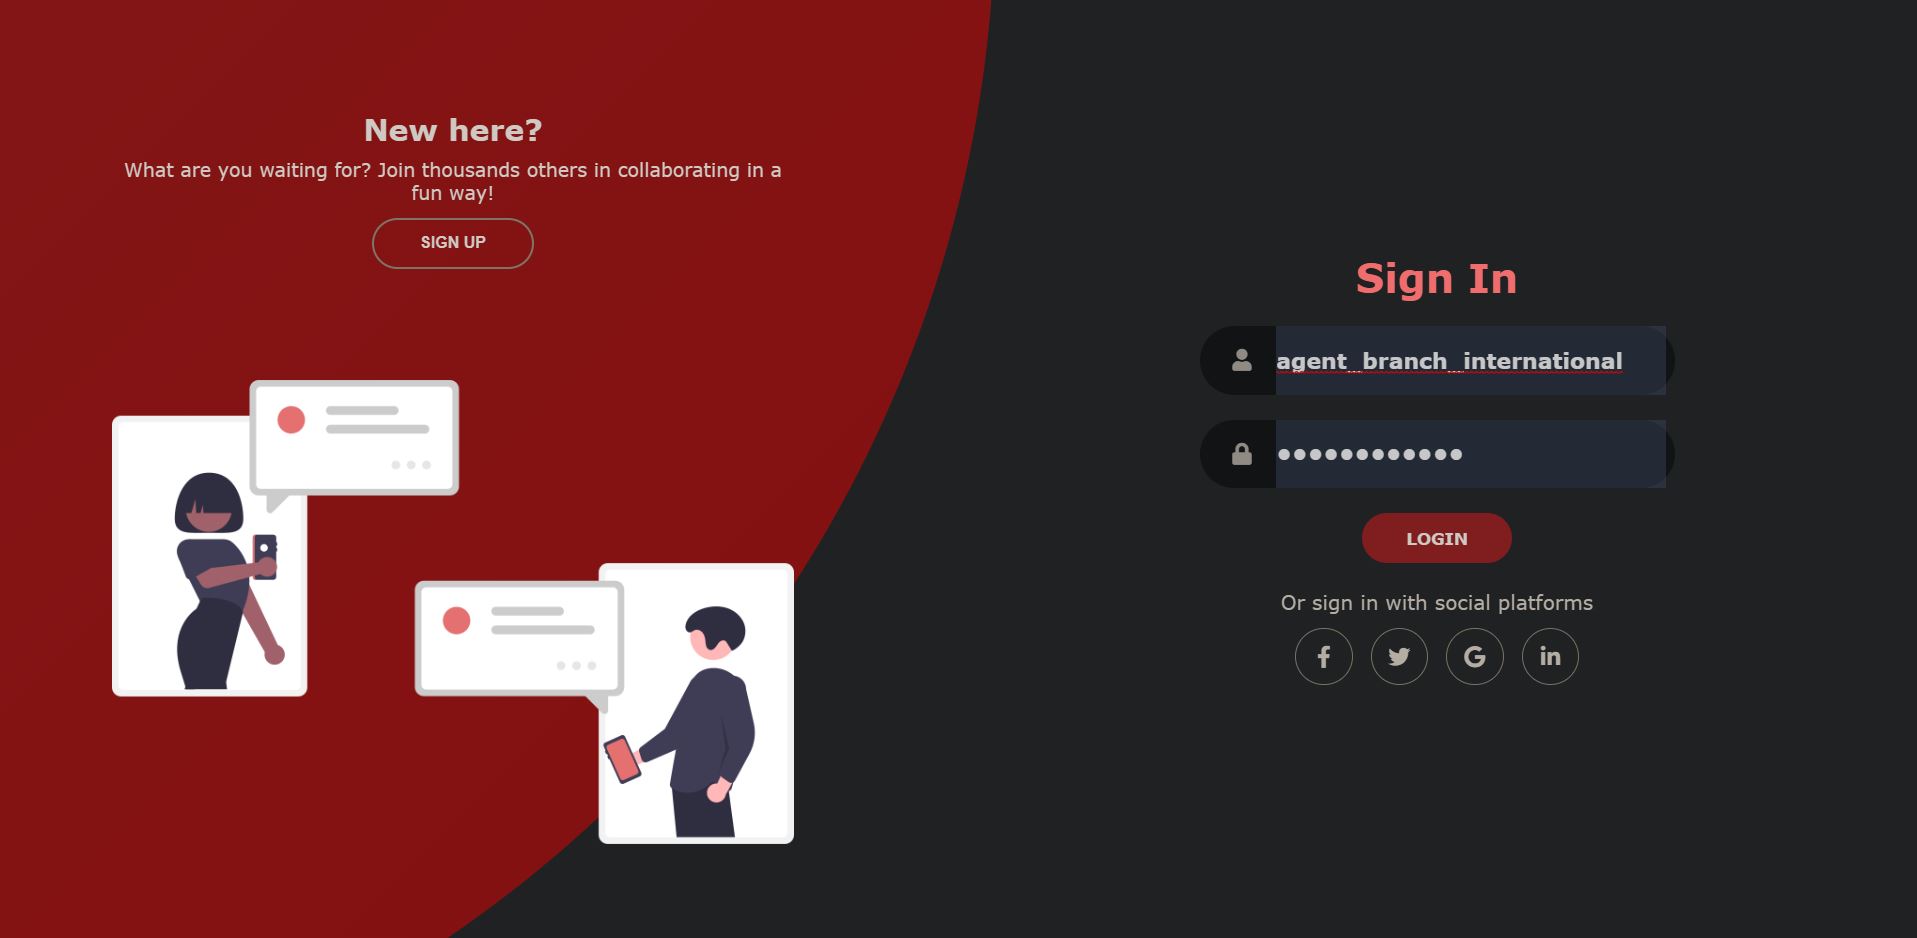 New here?
What are you waiting for? Join thousands others in collaborating in a
fun way!
SIGN UP
Sign In
agent_branch_international
●●●●●●●●●●●●
LOGIN
Or sign in with social platforms